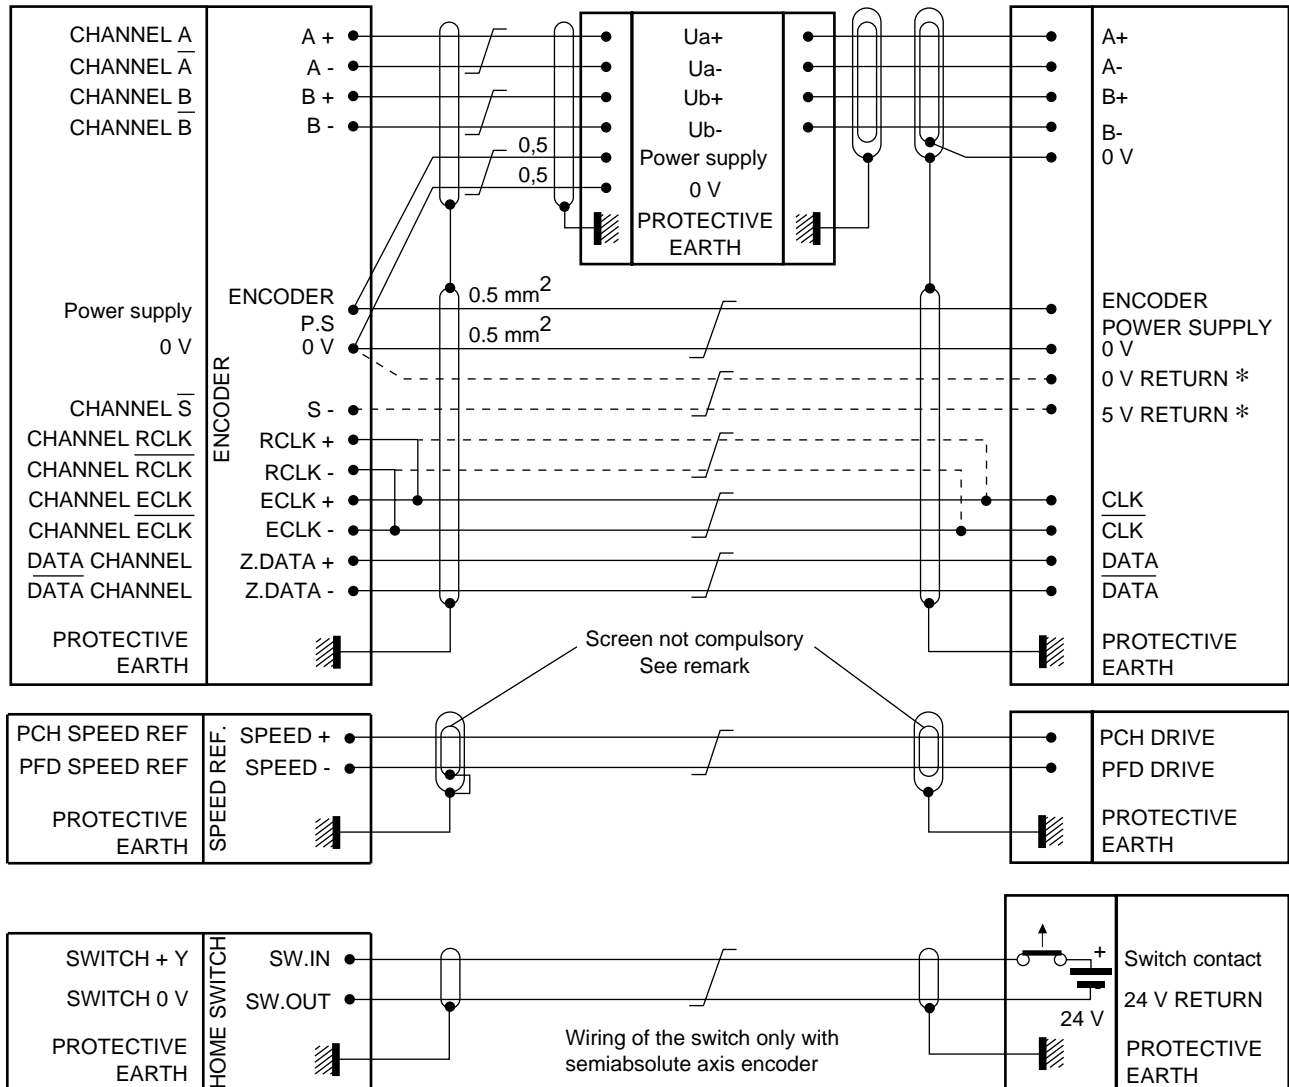 CHANNEL A A + Ua+ A+
CHANNEL A̅ A - Ua- A-
CHANNEL B B + Ub+ B+
CHANNEL B̅ B - Ub- B-
0,5 Power supply 0 V
0,5 0 V
PROTECTIVE
EARTH
Power supply ENCODER
P.S 0.5 mm² ENCODER
POWER SUPPLY
0 V 0 V 0.5 mm² 0 V
0 V RETURN *
CHANNEL S̅ S - 5 V RETURN *
ENCODER
CHANNEL RCLK RCLK +
CHANNEL R̅C̅L̅K̅ RCLK -
CHANNEL ECLK ECLK + CLK
CHANNEL E̅C̅L̅K̅ ECLK - C̅L̅K̅
DATA CHANNEL Z.DATA + DATA
D̅A̅T̅A̅ CHANNEL Z.DATA - D̅A̅T̅A̅
PROTECTIVE
EARTH
Screen not compulsory
See remark
PROTECTIVE
EARTH
PCH SPEED REF SPEED + PCH DRIVE
PFD SPEED REF SPEED - PFD DRIVE
SPEED REF.
PROTECTIVE
EARTH
PROTECTIVE
EARTH
SWITCH + Y SW.IN + Switch contact
SWITCH 0 V SW.OUT - 24 V RETURN
24 V
HOME SWITCH
PROTECTIVE
EARTH
Wiring of the switch only with
semiabsolute axis encoder
PROTECTIVE
EARTH